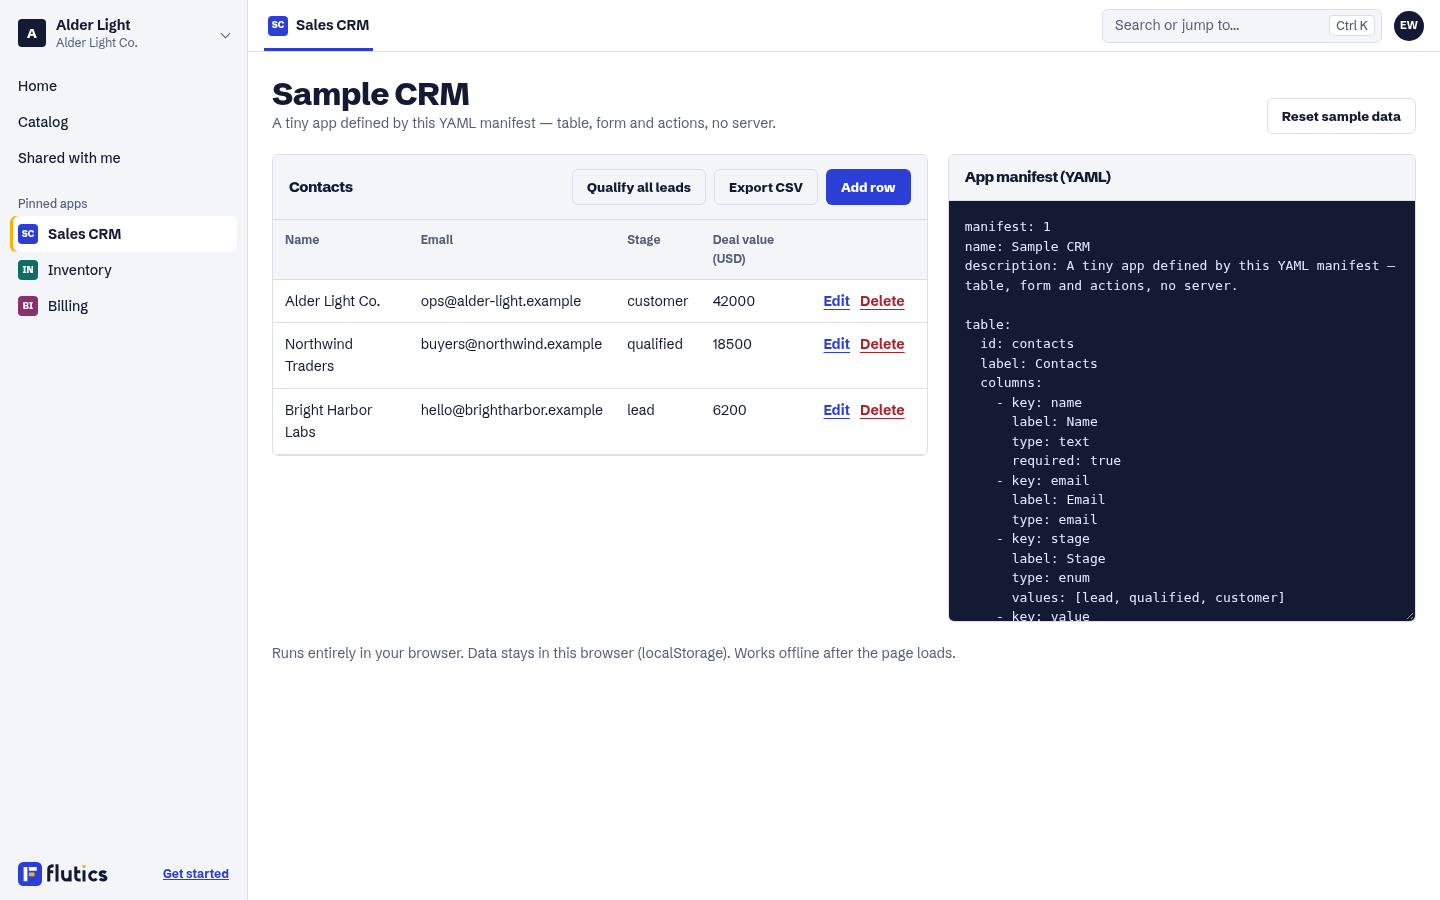 A
Alder Light
Alder Light Co.
Home
Catalog
Shared with me
Pinned apps
SC Sales CRM
IN Inventory
BI Billing
flutics
Get started
SC Sales CRM
Search or jump to...
Ctrl K
EW
Sample CRM
A tiny app defined by this YAML manifest — table, form and actions, no server.
Reset sample data
Contacts
Qualify all leads
Export CSV
Add row
Name Email Stage Deal value
(USD)
Alder Light Co. ops@alder-light.example customer 42000 Edit Delete
Northwind buyers@northwind.example qualified 18500 Edit Delete
Traders
Bright Harbor hello@brightharbor.example lead 6200 Edit Delete
Labs
App manifest (YAML)
manifest: 1
name: Sample CRM
description: A tiny app defined by this YAML manifest —
table, form and actions, no server.
table:
  id: contacts
  label: Contacts
  columns:
    - key: name
      label: Name
      type: text
      required: true
    - key: email
      label: Email
      type: email
    - key: stage
      label: Stage
      type: enum
      values: [lead, qualified, customer]
    - key: value
Runs entirely in your browser. Data stays in this browser (localStorage). Works offline after the page loads.